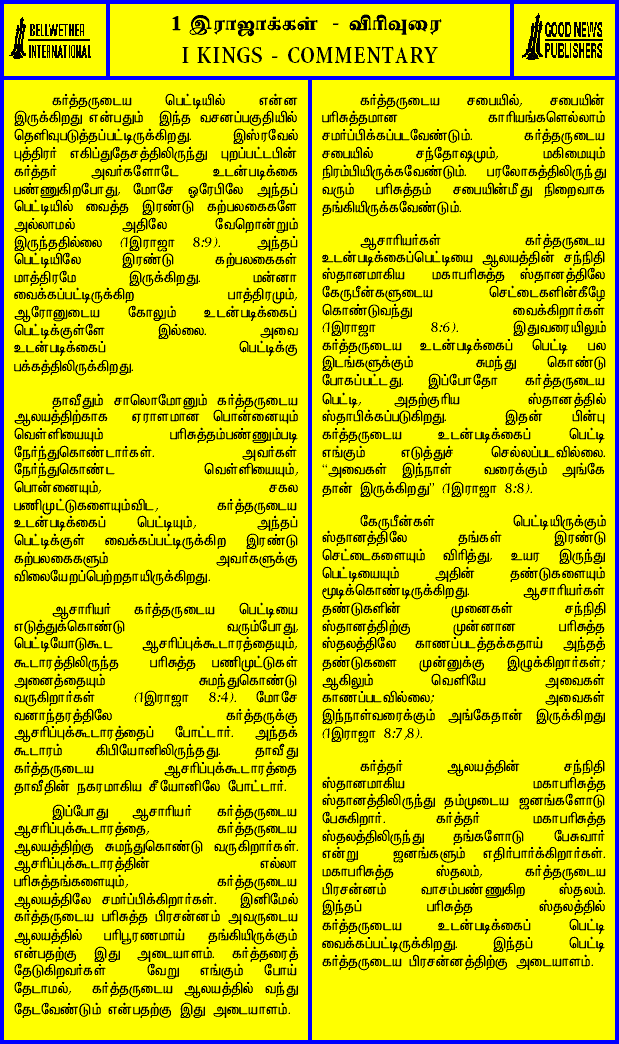 BELLWETHER
INTERNATIONAL
1 இராஜாக்கள் - விரிவுரை
I KINGS - COMMENTARY
GOOD NEWS
PUBLISHERS
கர்த்தருடைய பெட்டியில் என்ன
இருக்கிறது என்பதும் இந்த வசனப்பகுதியில்
தெளிவுபடுத்தப்பட்டிருக்கிறது. இஸ்ரவேல்
புத்திரர் எகிப்துதேசத்திலிருந்து புறப்பட்டபின்
கர்த்தர் அவர்களோடே உடன்படிக்கை
பண்ணுகிறபோது, மோசே ஓரேபிலே அந்தப்
பெட்டியில் வைத்த இரண்டு கற்பலகைகளே
அல்லாமல் அதிலே வேறொன்றும்
இருந்ததில்லை (1இராஜா 8:9). அந்தப்
பெட்டியிலே இரண்டு கற்பலகைகள்
மாத்திரமே இருக்கிறது. மன்னா
வைக்கப்பட்டிருக்கிற பாத்திரமும்,
ஆரோனுடைய கோலும் உடன்படிக்கைப்
பெட்டிக்குள்ளே இல்லை. அவை
உடன்படிக்கைப் பெட்டிக்கு
பக்கத்திலிருக்கிறது.
தாவீதும் சாலொமோனும் கர்த்தருடைய
ஆலயத்திற்காக ஏராளமான பொன்னையும்
வெள்ளியையும் பரிசுத்தம்பண்ணும்படி
நேர்ந்துகொண்டார்கள். அவர்கள்
நேர்ந்துகொண்ட வெள்ளியையும்,
பொன்னையும், சகல
பணிமுட்டுகளையும்விட, கர்த்தருடைய
உடன்படிக்கைப் பெட்டியும், அந்தப்
பெட்டிக்குள் வைக்கப்பட்டிருக்கிற இரண்டு
கற்பலகைகளும் அவர்களுக்கு
விலையேறப்பெற்றதாயிருக்கிறது.
ஆசாரியர் கர்த்தருடைய பெட்டியை
எடுத்துக்கொண்டு வரும்போது,
பெட்டியோடுகூட ஆசரிப்புக்கூடாரத்தையும்,
கூடாரத்திலிருந்த பரிசுத்த பணிமுட்டுகள்
அனைத்தையும் சுமந்துகொண்டு
வருகிறார்கள் (1இராஜா 8:4). மோசே
வனாந்தரத்திலே கர்த்தருக்கு
ஆசரிப்புக்கூடாரத்தைப் போட்டார். அந்தக்
கூடாரம் கிபியோனிலிருந்தது. தாவீது
கர்த்தருடைய ஆசரிப்புக்கூடாரத்தை
தாவீதின் நகரமாகிய சீயோனிலே போட்டார்.
இப்போது ஆசாரியர் கர்த்தருடைய
ஆசரிப்புக்கூடாரத்தை, கர்த்தருடைய
ஆலயத்திற்கு சுமந்துகொண்டு வருகிறார்கள்.
ஆசரிப்புக்கூடாரத்தின் எல்லா
பரிசுத்தங்களையும், கர்த்தருடைய
ஆலயத்திலே சமர்ப்பிக்கிறார்கள். இனிமேல்
கர்த்தருடைய பரிசுத்த பிரசன்னம் அவருடைய
ஆலயத்தில் பரிபூரணமாய் தங்கியிருக்கும்
என்பதற்கு இது அடையாளம். கர்த்தரைத்
தேடுகிறவர்கள் வேறு எங்கும் போய்
தேடாமல், கர்த்தருடைய ஆலயத்தில் வந்து
தேடவேண்டும் என்பதற்கு இது அடையாளம்.
கர்த்தருடைய சபையில், சபையின்
பரிசுத்தமான காரியங்களெல்லாம்
சமர்ப்பிக்கப்படவேண்டும். கர்த்தருடைய
சபையில் சந்தோஷமும், மகிமையும்
நிரம்பியிருக்கவேண்டும். பரலோகத்திலிருந்து
வரும் பரிசுத்தம் சபையின்மீது நிறைவாக
தங்கியிருக்கவேண்டும்.
ஆசாரியர்கள் கர்த்தருடைய
உடன்படிக்கைப்பெட்டியை ஆலயத்தின் சந்நிதி
ஸ்தானமாகிய மகாபரிசுத்த ஸ்தானத்திலே
கேருபீன்களுடைய செட்டைகளின்கீழே
கொண்டுவந்து வைக்கிறார்கள்
(1இராஜா 8:6). இதுவரையிலும்
கர்த்தருடைய உடன்படிக்கைப் பெட்டி பல
இடங்களுக்கும் சுமந்து கொண்டு
போகப்பட்டது. இப்போதோ கர்த்தருடைய
பெட்டி, அதற்குரிய ஸ்தானத்தில்
ஸ்தாபிக்கப்படுகிறது. இதன் பின்பு
கர்த்தருடைய உடன்படிக்கைப் பெட்டி
எங்கும் எடுத்துச் செல்லப்படவில்லை.
“அவைகள் இந்நாள் வரைக்கும் அங்கே
தான் இருக்கிறது” (1இராஜா 8:8).
கேருபீன்கள் பெட்டியிருக்கும்
ஸ்தானத்திலே தங்கள் இரண்டு
செட்டைகளையும் விரித்து, உயர இருந்து
பெட்டியையும் அதின் தண்டுகளையும்
மூடிக்கொண்டிருக்கிறது. ஆசாரியர்கள்
தண்டுகளின் முனைகள் சந்நிதி
ஸ்தானத்திற்கு முன்னான பரிசுத்த
ஸ்தலத்திலே காணப்படத்தக்கதாய் அந்தத்
தண்டுகளை முன்னுக்கு இழுக்கிறார்கள்;
ஆகிலும் வெளியே அவைகள்
காணப்படவில்லை; அவைகள்
இந்நாள்வரைக்கும் அங்கேதான் இருக்கிறது
(1இராஜா 8:7,8).
கர்த்தர் ஆலயத்தின் சந்நிதி
ஸ்தானமாகிய மகாபரிசுத்த
ஸ்தானத்திலிருந்து தம்முடைய ஜனங்களோடு
பேசுகிறார். கர்த்தர் மகாபரிசுத்த
ஸ்தலத்திலிருந்து தங்களோடு பேசுவார்
என்று ஜனங்களும் எதிர்பார்க்கிறார்கள்.
மகாபரிசுத்த ஸ்தலம், கர்த்தருடைய
பிரசன்னம் வாசம்பண்ணுகிற ஸ்தலம்.
இந்தப் பரிசுத்த ஸ்தலத்தில்
கர்த்தருடைய உடன்படிக்கைப் பெட்டி
வைக்கப்பட்டிருக்கிறது. இந்தப் பெட்டி
கர்த்தருடைய பிரசன்னத்திற்கு அடையாளம்.